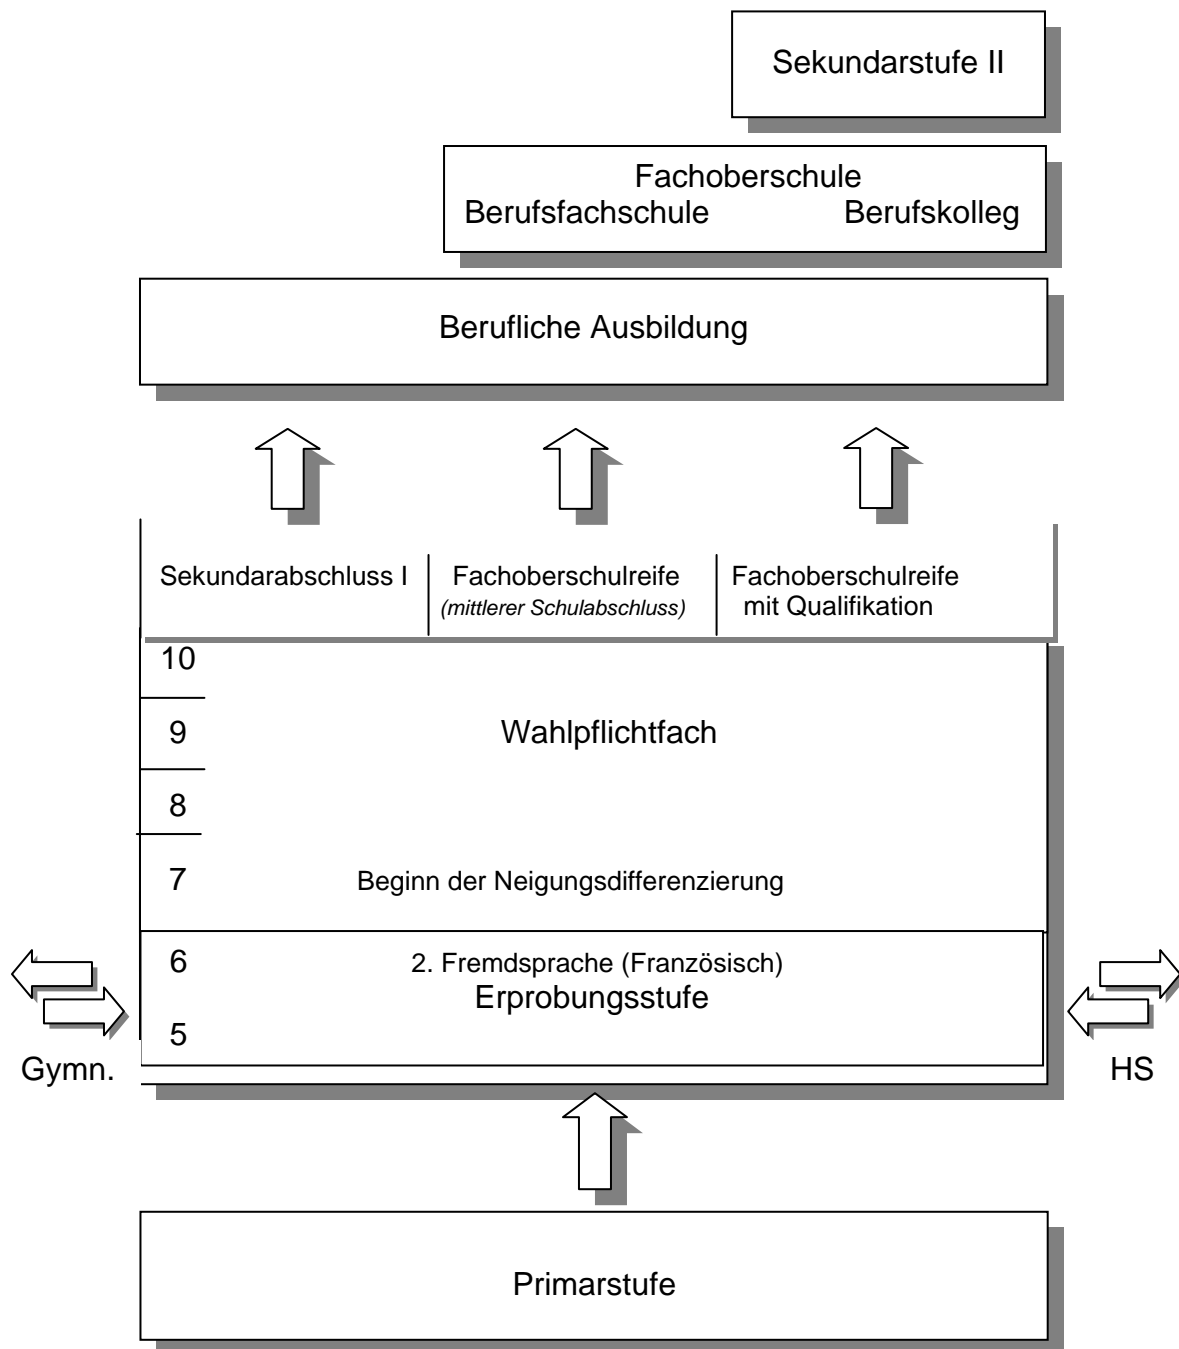 Sekundarstufe II
Fachoberschule
Berufsfachschule Berufskolleg
Berufliche Ausbildung
Sekundarabschluss I
Fachoberschulreife
(mittlerer Schulabschluss)
Fachoberschulreife
mit Qualifikation
10
9 Wahlpflichtfach
8
7 Beginn der Neigungsdifferenzierung
6 2. Fremdsprache (Französisch)
Erprobungsstufe
5
Gymn.
HS
Primarstufe